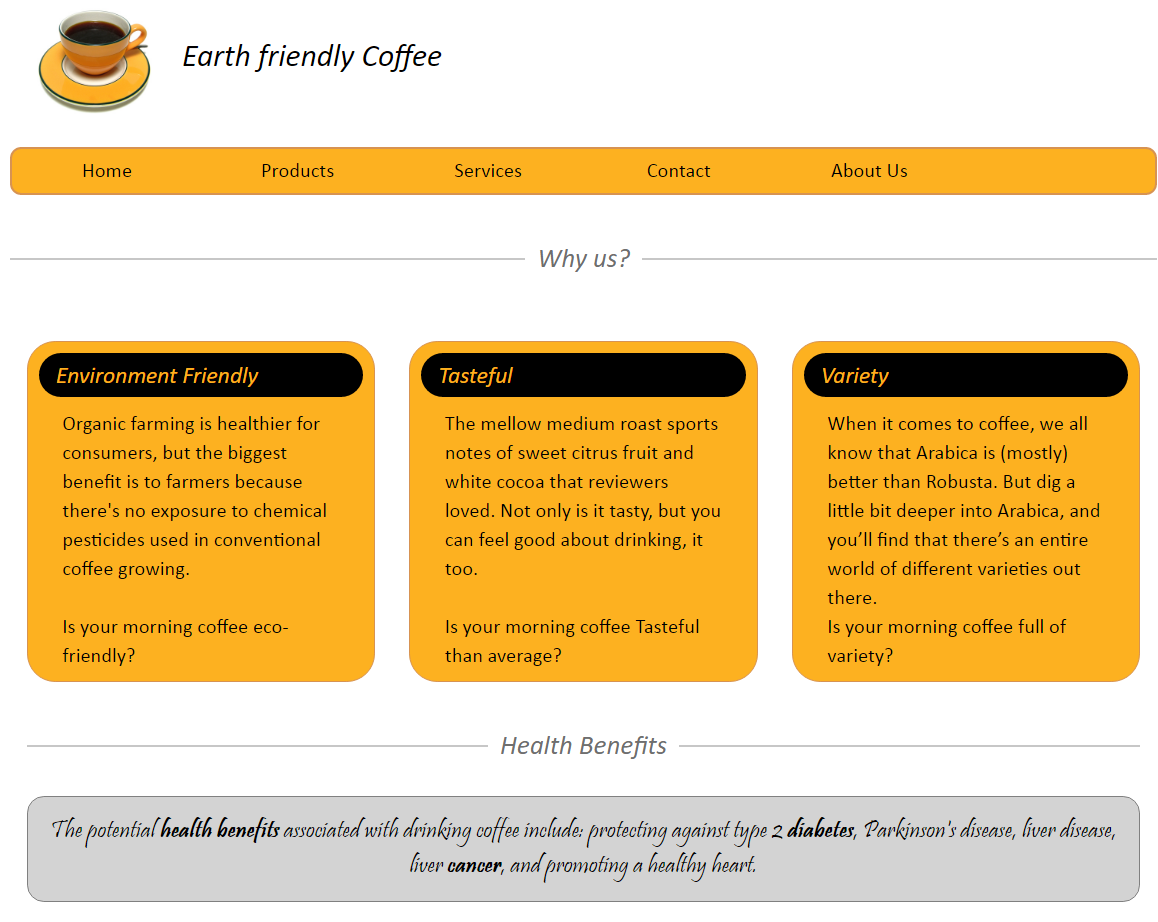 Earth friendly Coffee
Home Products Services Contact About Us
Why us?
Environment Friendly
Organic farming is healthier for
consumers, but the biggest
benefit is to farmers because
there's no exposure to chemical
pesticides used in conventional
coffee growing.
Is your morning coffee eco-
friendly?
Tasteful
The mellow medium roast sports
notes of sweet citrus fruit and
white cocoa that reviewers
loved. Not only is it tasty, but you
can feel good about drinking, it
too.
Is your morning coffee Tasteful
than average?
Variety
When it comes to coffee, we all
know that Arabica is (mostly)
better than Robusta. But dig a
little bit deeper into Arabica, and
you’ll find that there’s an entire
world of different varieties out
there.
Is your morning coffee full of
variety?
Health Benefits
The potential health benefits associated with drinking coffee include: protecting against type 2 diabetes, Parkinson's disease, liver disease,
liver cancer, and promoting a healthy heart.